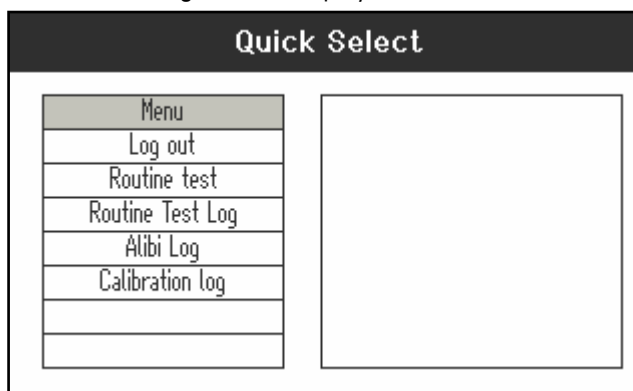 Quick Select
Menu
Log out
Routine test
Routine Test Log
Alibi Log
Calibration log